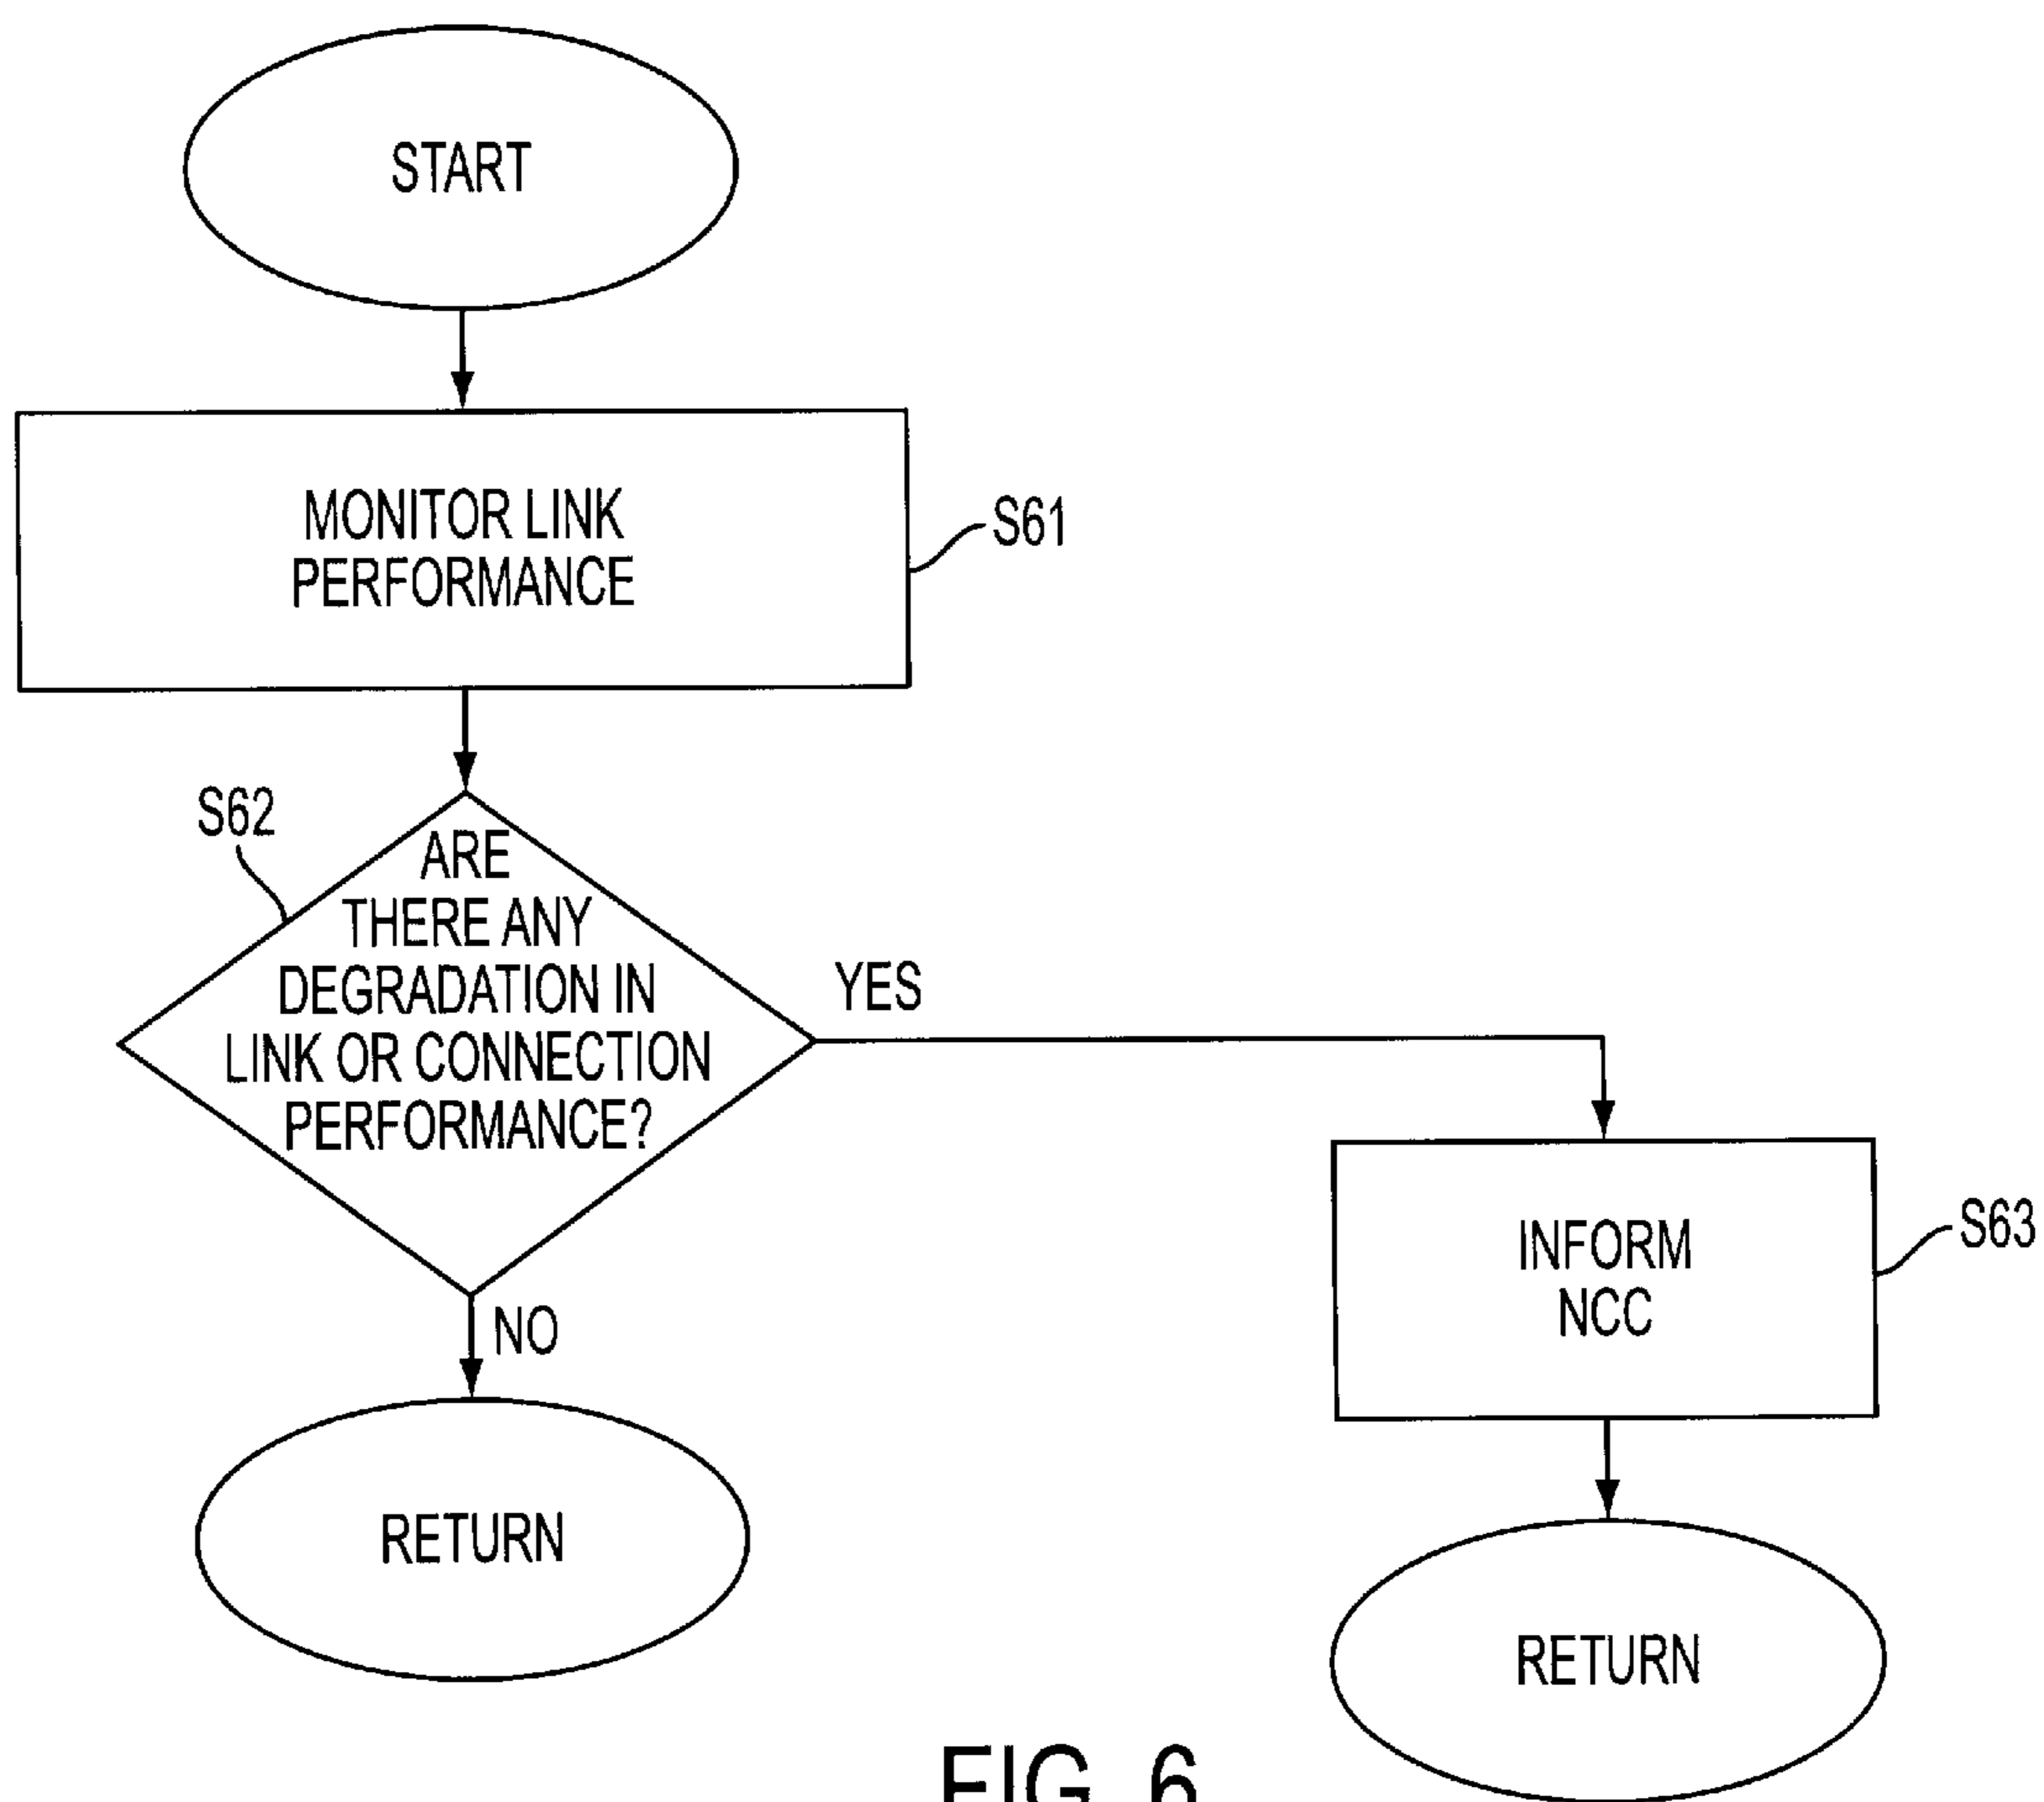 START
MONITOR LINK
PERFORMANCE
S61
S62
ARE
THERE ANY
DEGRADATION IN
LINK OR CONNECTION
PERFORMANCE?
YES
NO
INFORM
NCC
S63
RETURN
RETURN
FIG. 6